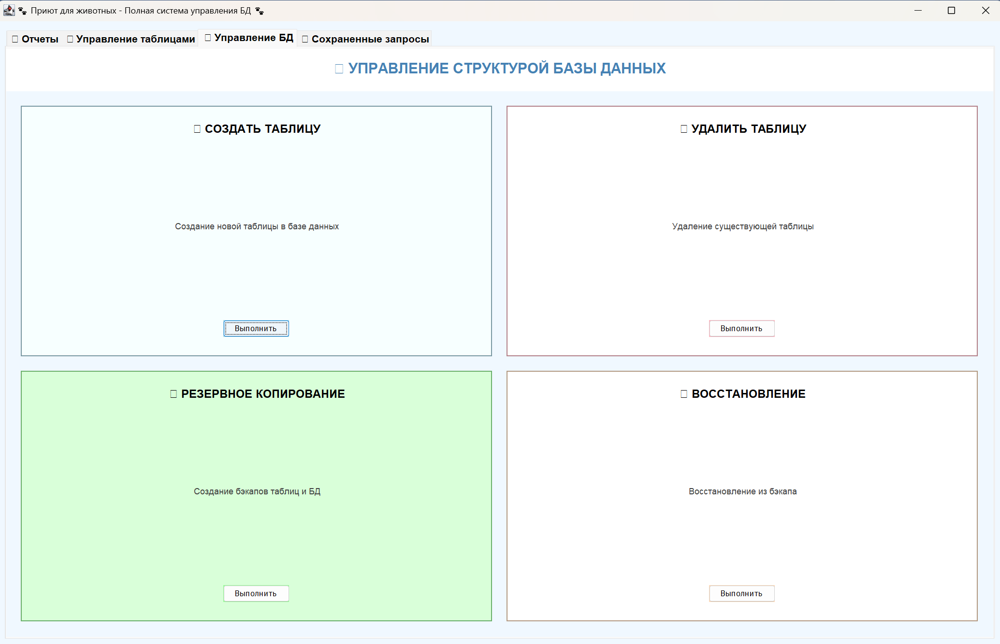 🐾 Приют для животных - Полная система управления БД 🐾
Отчеты
Управление таблицами
Управление БД
Сохраненные запросы
УПРАВЛЕНИЕ СТРУКТУРОЙ БАЗЫ ДАННЫХ
СОЗДАТЬ ТАБЛИЦУ
Создание новой таблицы в базе данных
Выполнить
УДАЛИТЬ ТАБЛИЦУ
Удаление существующей таблицы
Выполнить
РЕЗЕРВНОЕ КОПИРОВАНИЕ
Создание бэкапов таблиц и БД
Выполнить
ВОССТАНОВЛЕНИЕ
Восстановление из бэкапа
Выполнить